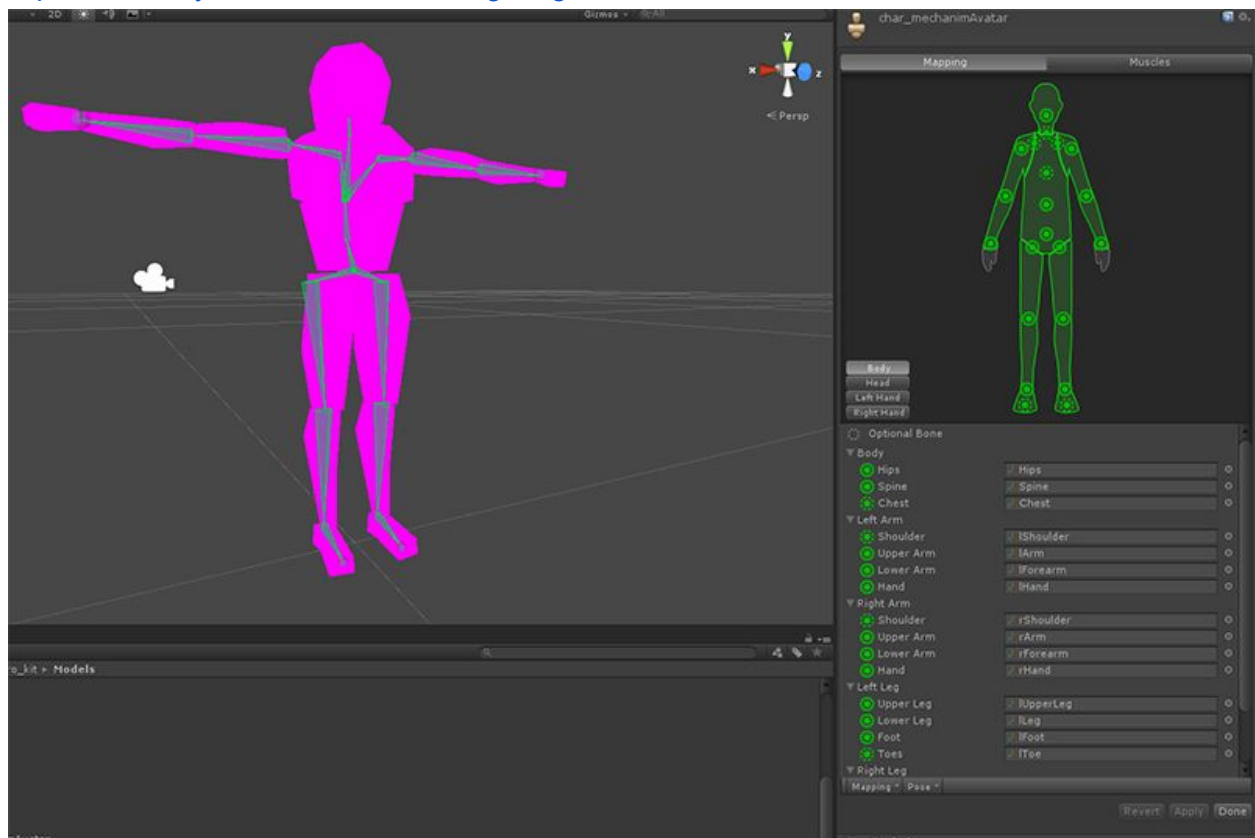 2D
Gizmos
All
y
x
z
Persp
char_mechanimAvatar
Mapping Muscles
Body
Head
Left Hand
Right Hand
Optional Bone
Body
Hips Hips
Spine Spine
Chest Chest
Left Arm
Shoulder lShoulder
Upper Arm lArm
Lower Arm lForearm
Hand lHand
Right Arm
Shoulder rShoulder
Upper Arm rArm
Lower Arm rForearm
Hand rHand
Left Leg
Upper Leg lUpperLeg
Lower Leg lLeg
Foot lFoot
Toes lToe
Right Leg
Mapping Pose
Revert Apply Done
o_kit Models